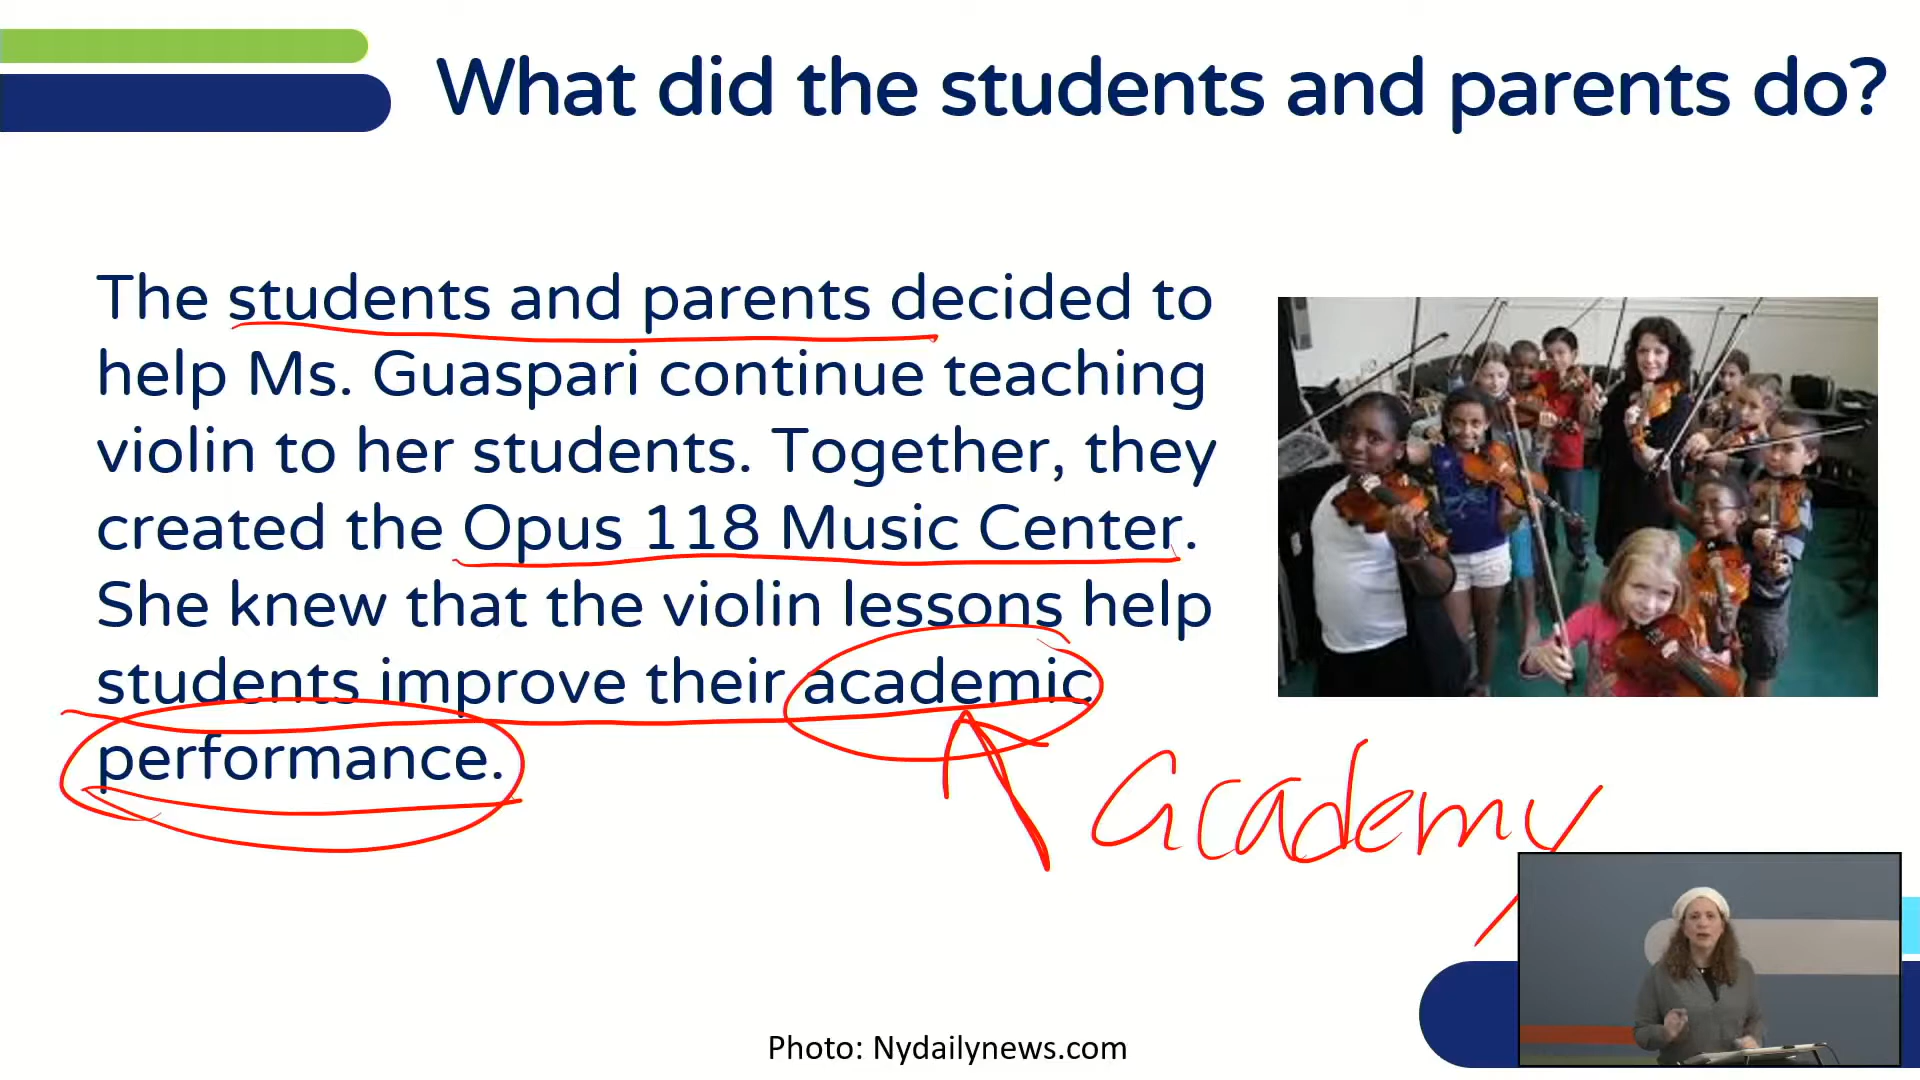 What did the students and parents do?
The students and parents decided to
help Ms. Guaspari continue teaching
violin to her students. Together, they
created the Opus 118 Music Center.
She knew that the violin lessons help
students improve their academic
performance.
academy
Photo: Nydailynews.com